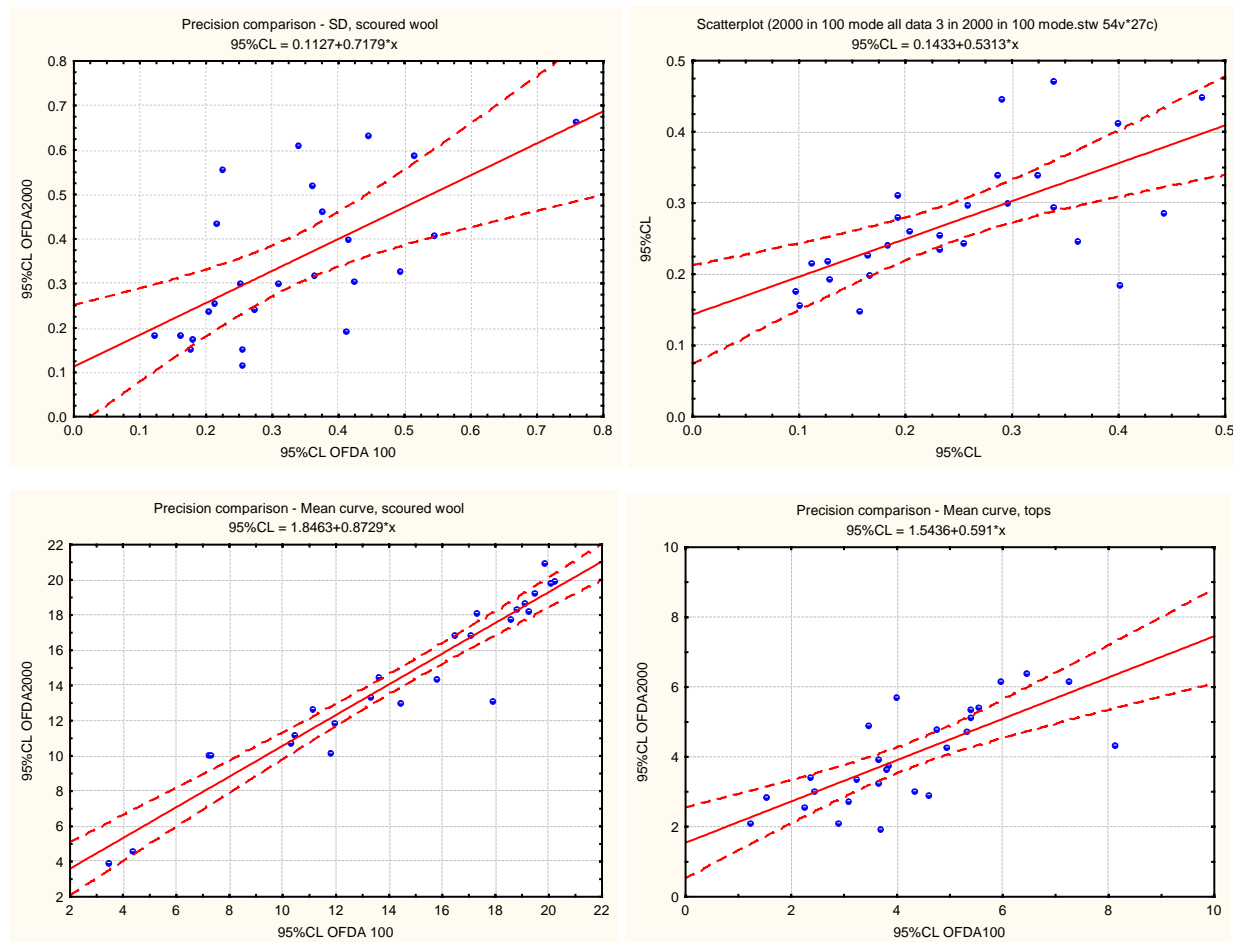 Precision comparison - SD, scoured wool
95%CL = 0.1127+0.7179*x
0.8
0.7
0.6
0.5
0.4
0.3
0.2
0.1
0.0
95%CL OFDA2000
0.0 0.1 0.2 0.3 0.4 0.5 0.6 0.7 0.8
95%CL OFDA 100
Scatterplot (2000 in 100 mode all data 3 in 2000 in 100 mode.stw 54v*27c)
95%CL = 0.1433+0.5313*x
0.5
0.4
0.3
0.2
0.1
0.0
95%CL
0.0 0.1 0.2 0.3 0.4 0.5
95%CL
Precision comparison - Mean curve, scoured wool
95%CL = 1.8463+0.8729*x
22
20
18
16
14
12
10
8
6
4
2
95%CL OFDA2000
2 4 6 8 10 12 14 16 18 20 22
95%CL OFDA 100
Precision comparison - Mean curve, tops
95%CL = 1.5436+0.591*x
10
8
6
4
2
0
95%CL OFDA2000
0 2 4 6 8 10
95%CL OFDA100